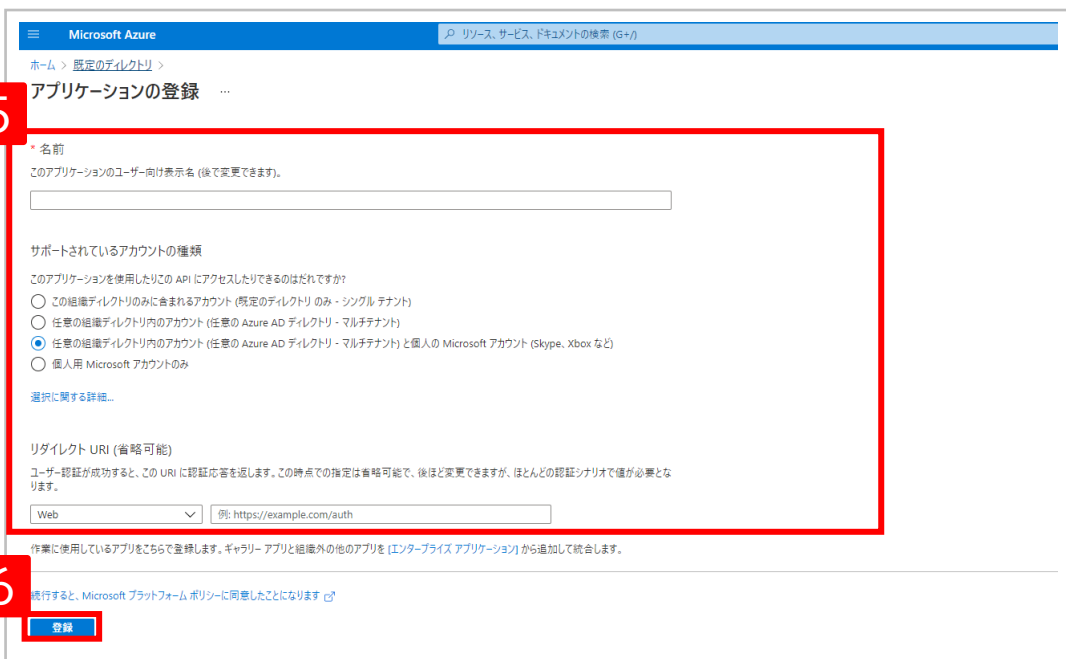 Microsoft Azure
リソース、サービス、ドキュメントの検索 (G+/)
ホーム > 既定のディレクトリ >
アプリケーションの登録 …
5
* 名前
このアプリケーションのユーザー向け表示名 (後で変更できます)。
サポートされているアカウントの種類
このアプリケーションを使用したりこの API にアクセスしたりできるのはだれですか?
この組織ディレクトリのみに含まれるアカウント (既定のディレクトリ のみ - シングル テナント)
任意の組織ディレクトリ内のアカウント (任意の Azure AD ディレクトリ - マルチテナント)
任意の組織ディレクトリ内のアカウント (任意の Azure AD ディレクトリ - マルチテナント) と個人の Microsoft アカウント (Skype、Xbox など)
個人用 Microsoft アカウントのみ
選択に関する詳細...
リダイレクト URI (省略可能)
ユーザー認証が成功すると、この URI に認証応答を返します。この時点での指定は省略可能で、後ほど変更できますが、ほとんどの認証シナリオで値が必要とな
ります。
Web
例: https://example.com/auth
作業に使用しているアプリをこちらで登録します。ギャラリー アプリと組織外の他のアプリを [エンタープライズ アプリケーション] から追加して統合します。
6
続行すると、Microsoft プラットフォーム ポリシーに同意したことになります
登録